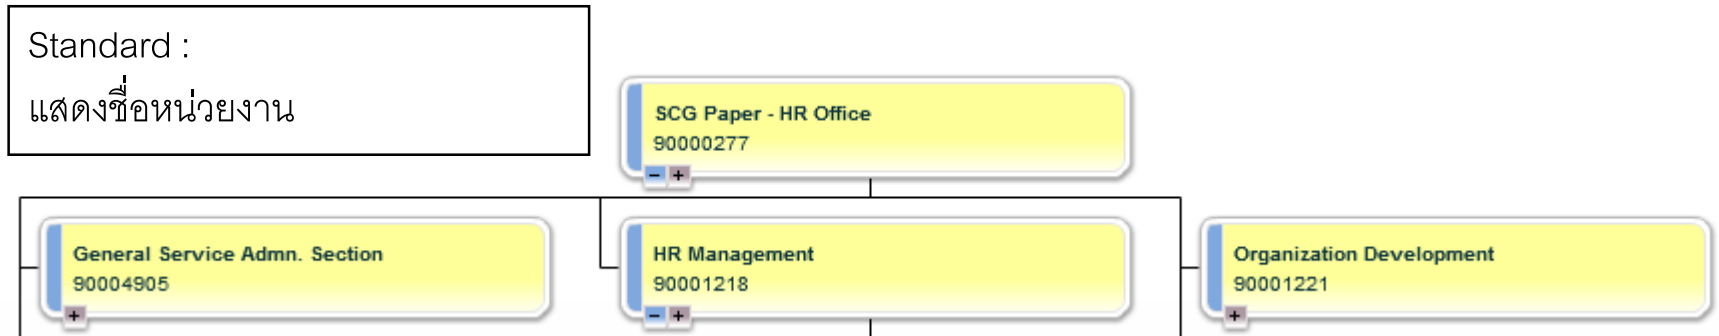 Standard :
แสดงชื่อหน่วยงาน
SCG Paper - HR Office
90000277
General Service Admn. Section
90004905
HR Management
90001218
Organization Development
90001221